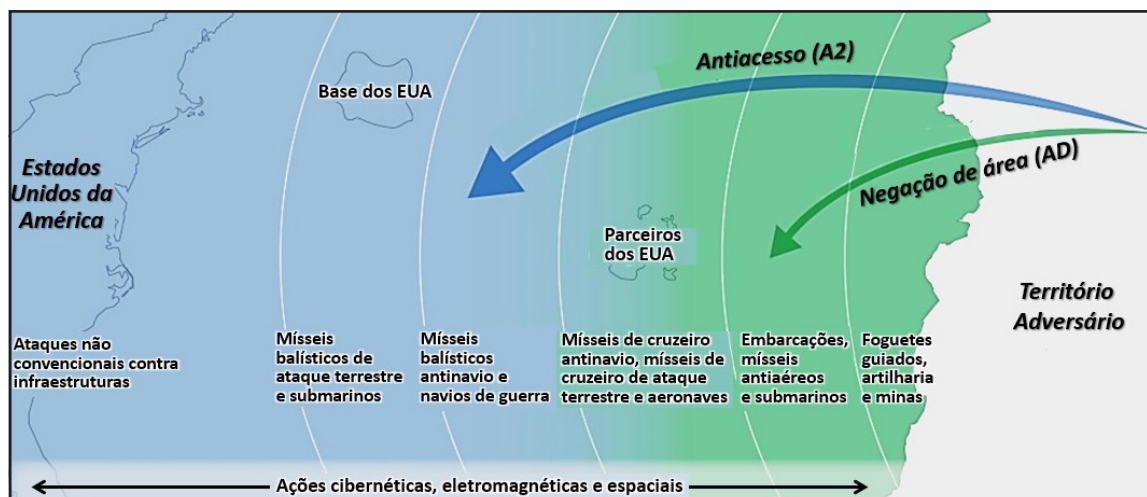 Antiacesso (A2)
Base dos EUA
Estados
Unidos da
América
Negação de área (AD)
Parceiros
dos EUA
Território
Adversário
Ataques não
convencionais contra
infraestruturas
Mísseis
balísticos de
ataque terrestre
e submarinos
Mísseis
balísticos
antinavio e
navios de guerra
Mísseis de cruzeiro
antinavio, mísseis de
cruzeiro de ataque
terrestre e aeronaves
Embarcações,
mísseis
antiaéreos
e submarinos
Foguetes
guiados,
artilharia
e minas
Ações cibernéticas, eletromagnéticas e espaciais